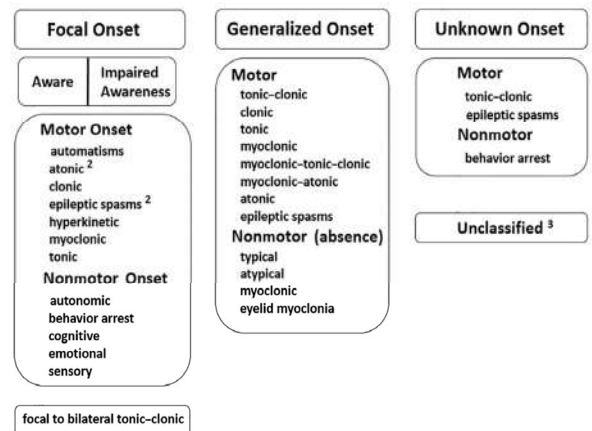 Focal Onset
Aware
Impaired
Awareness
Motor Onset
automatisms
atonic ²
clonic
epileptic spasms ²
hyperkinetic
myoclonic
tonic
Nonmotor Onset
autonomic
behavior arrest
cognitive
emotional
sensory
focal to bilateral tonic–clonic
Generalized Onset
Motor
tonic–clonic
clonic
tonic
myoclonic
myoclonic–tonic–clonic
myoclonic–atonic
atonic
epileptic spasms
Nonmotor (absence)
typical
atypical
myoclonic
eyelid myoclonia
Unknown Onset
Motor
tonic–clonic
epileptic spasms
Nonmotor
behavior arrest
Unclassified ³